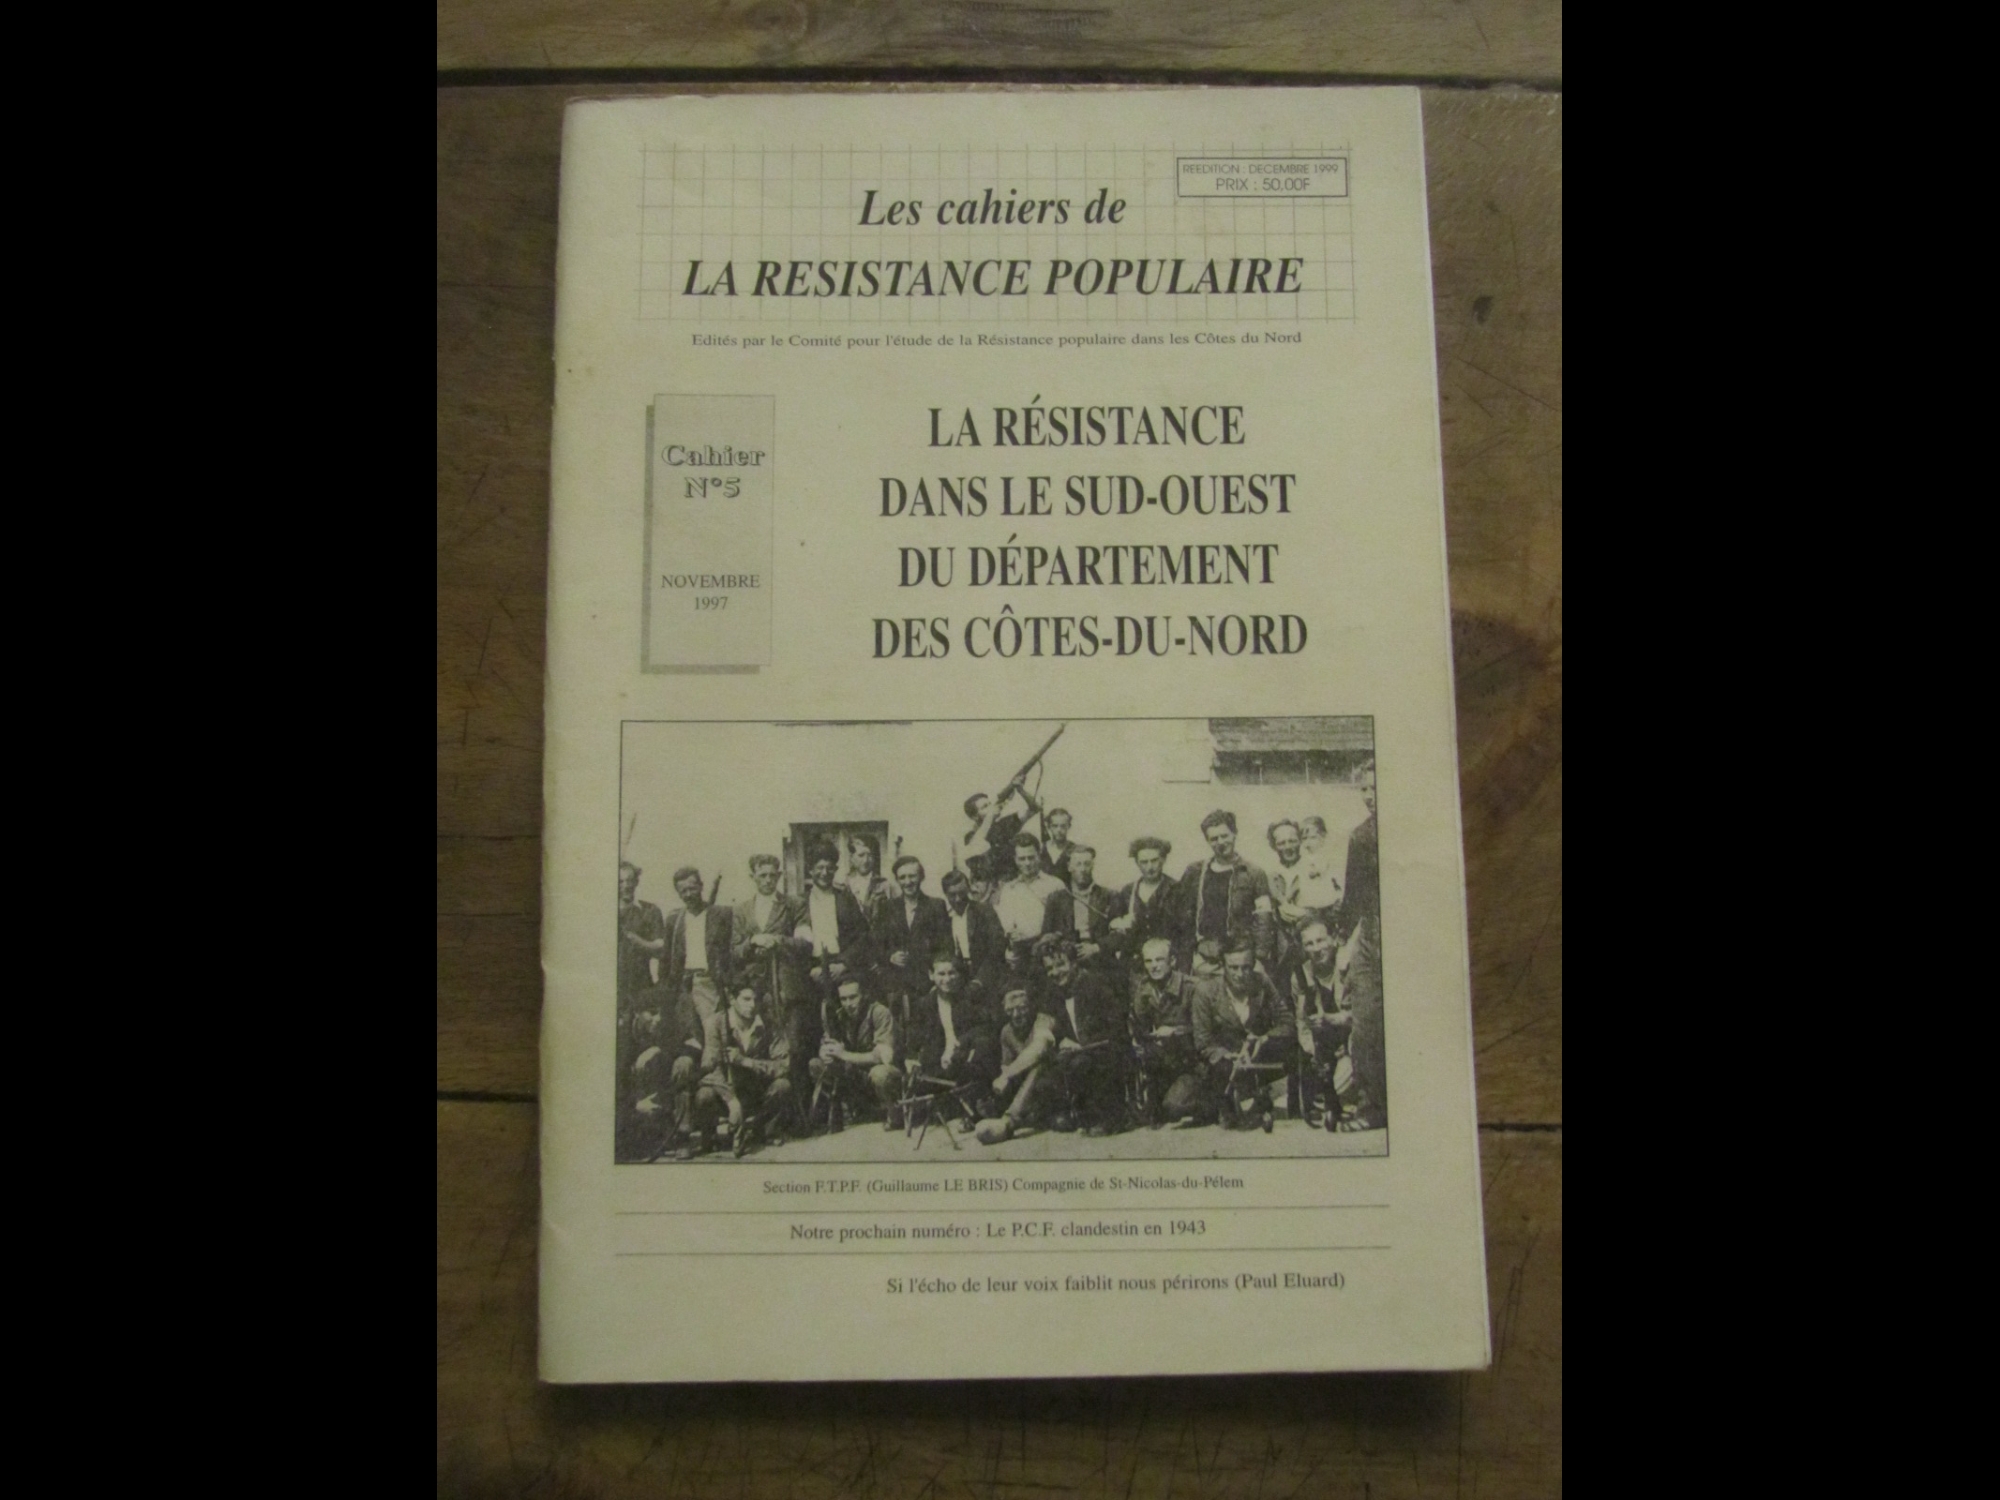 REEDITION : DECEMBRE 1999
PRIX : 50,00F
Les cahiers de
LA RESISTANCE POPULAIRE
Edités par le Comité pour l'étude de la Résistance populaire dans les Côtes du Nord
Cahier
N°5
NOVEMBRE
1997
LA RÉSISTANCE
DANS LE SUD-OUEST
DU DÉPARTEMENT
DES CÔTES-DU-NORD
Section F.T.P.F. (Guillaume LE BRIS) Compagnie de St-Nicolas-du-Pélem
Notre prochain numéro : Le P.C.F. clandestin en 1943
Si l'écho de leur voix faiblit nous périrons (Paul Eluard)